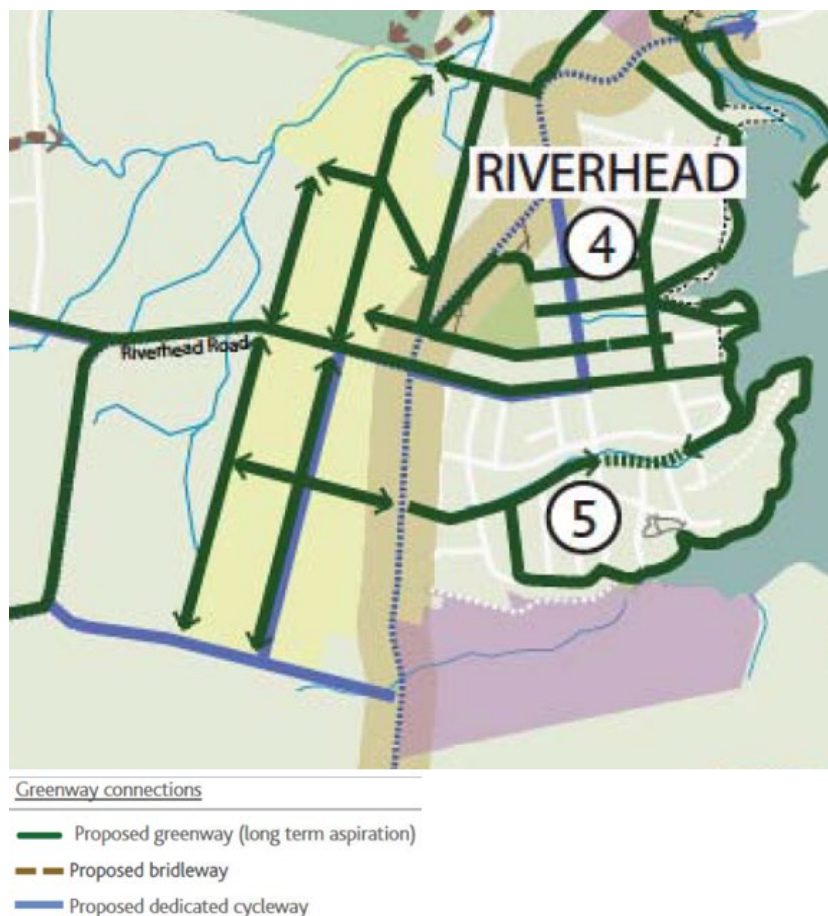 RIVERHEAD
4
Riverhead Road
5
Greenway connections
Proposed greenway (long term aspiration)
Proposed bridleway
Proposed dedicated cycleway